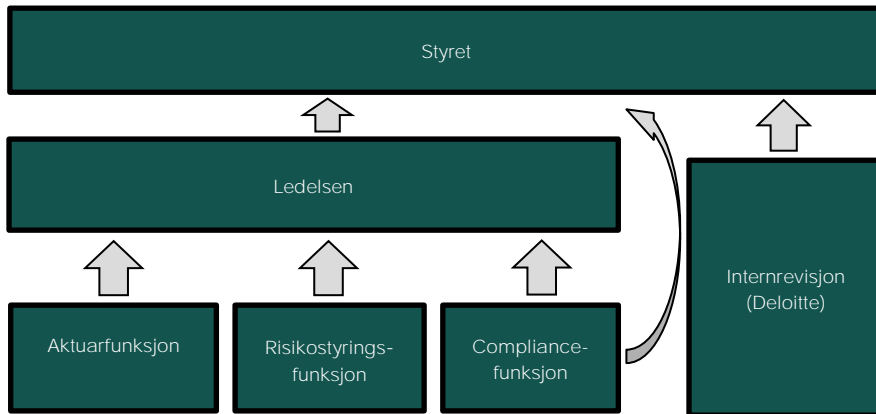 Styret
Ledelsen
Aktuarfunksjon
Risikostyrings-
funksjon
Compliance-
funksjon
Internrevisjon
(Deloitte)